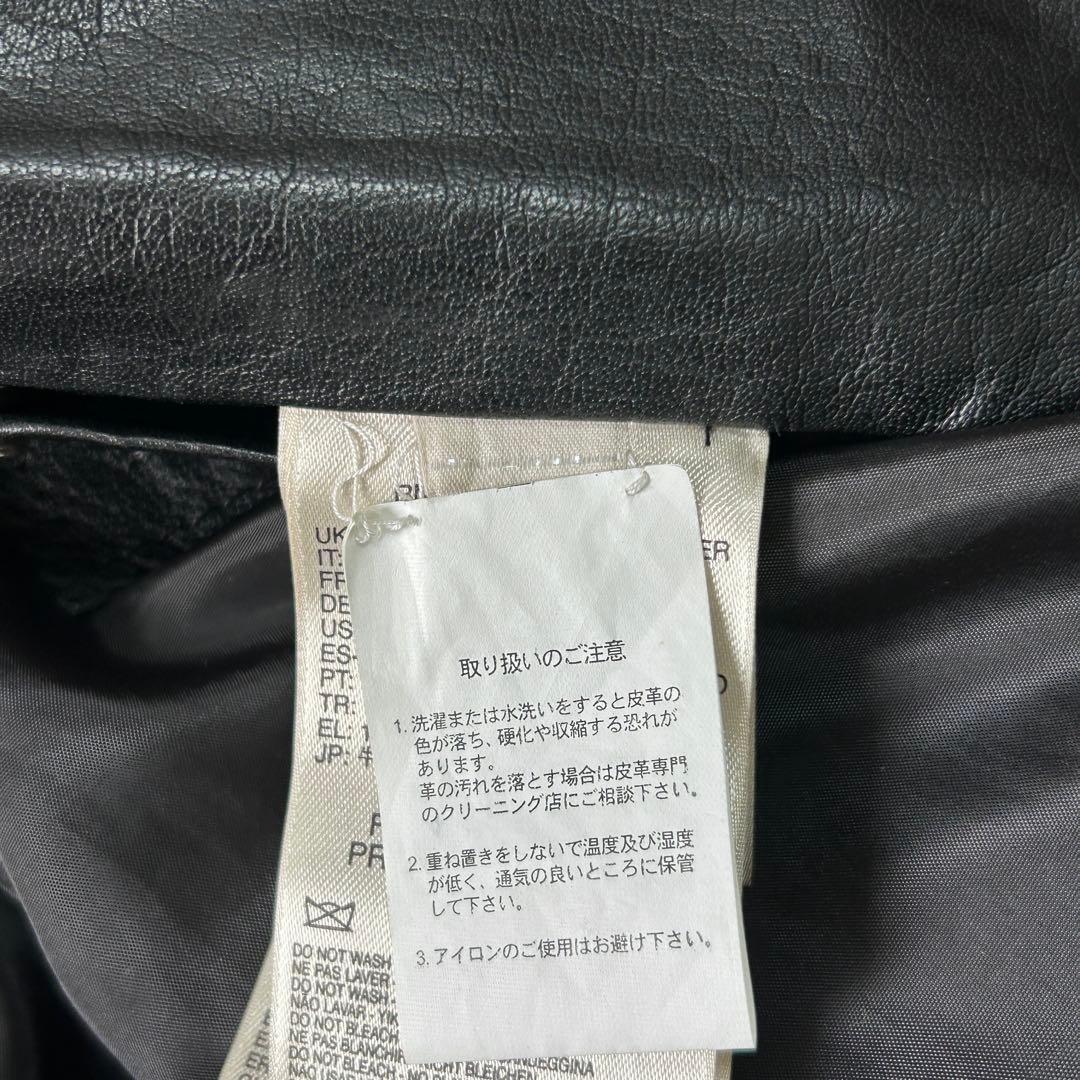 取り扱いのご注意
1. 洗濯または水洗いをすると皮革の
色が落ち、硬化や収縮する恐れが
あります。
革の汚れを落とす場合は皮革専門
のクリーニング店にご相談下さい。
2. 重ね置きをしないで温度及び湿度
が低く、通気の良いところに保管
して下さい。
3. アイロンのご使用はお避け下さい。
UK
IT:
FR
DE
US
ES-
PT:
TR:
EL:
JP: 牛
DO NOT WASH
NE PAS LAVER
DO NOT WASH
NÃO LAVAR - YIK
DO NOT BLEACH
NE PAS BLANCHIR
NICHT BLEICHEN
DO NOT BLEACH - NO